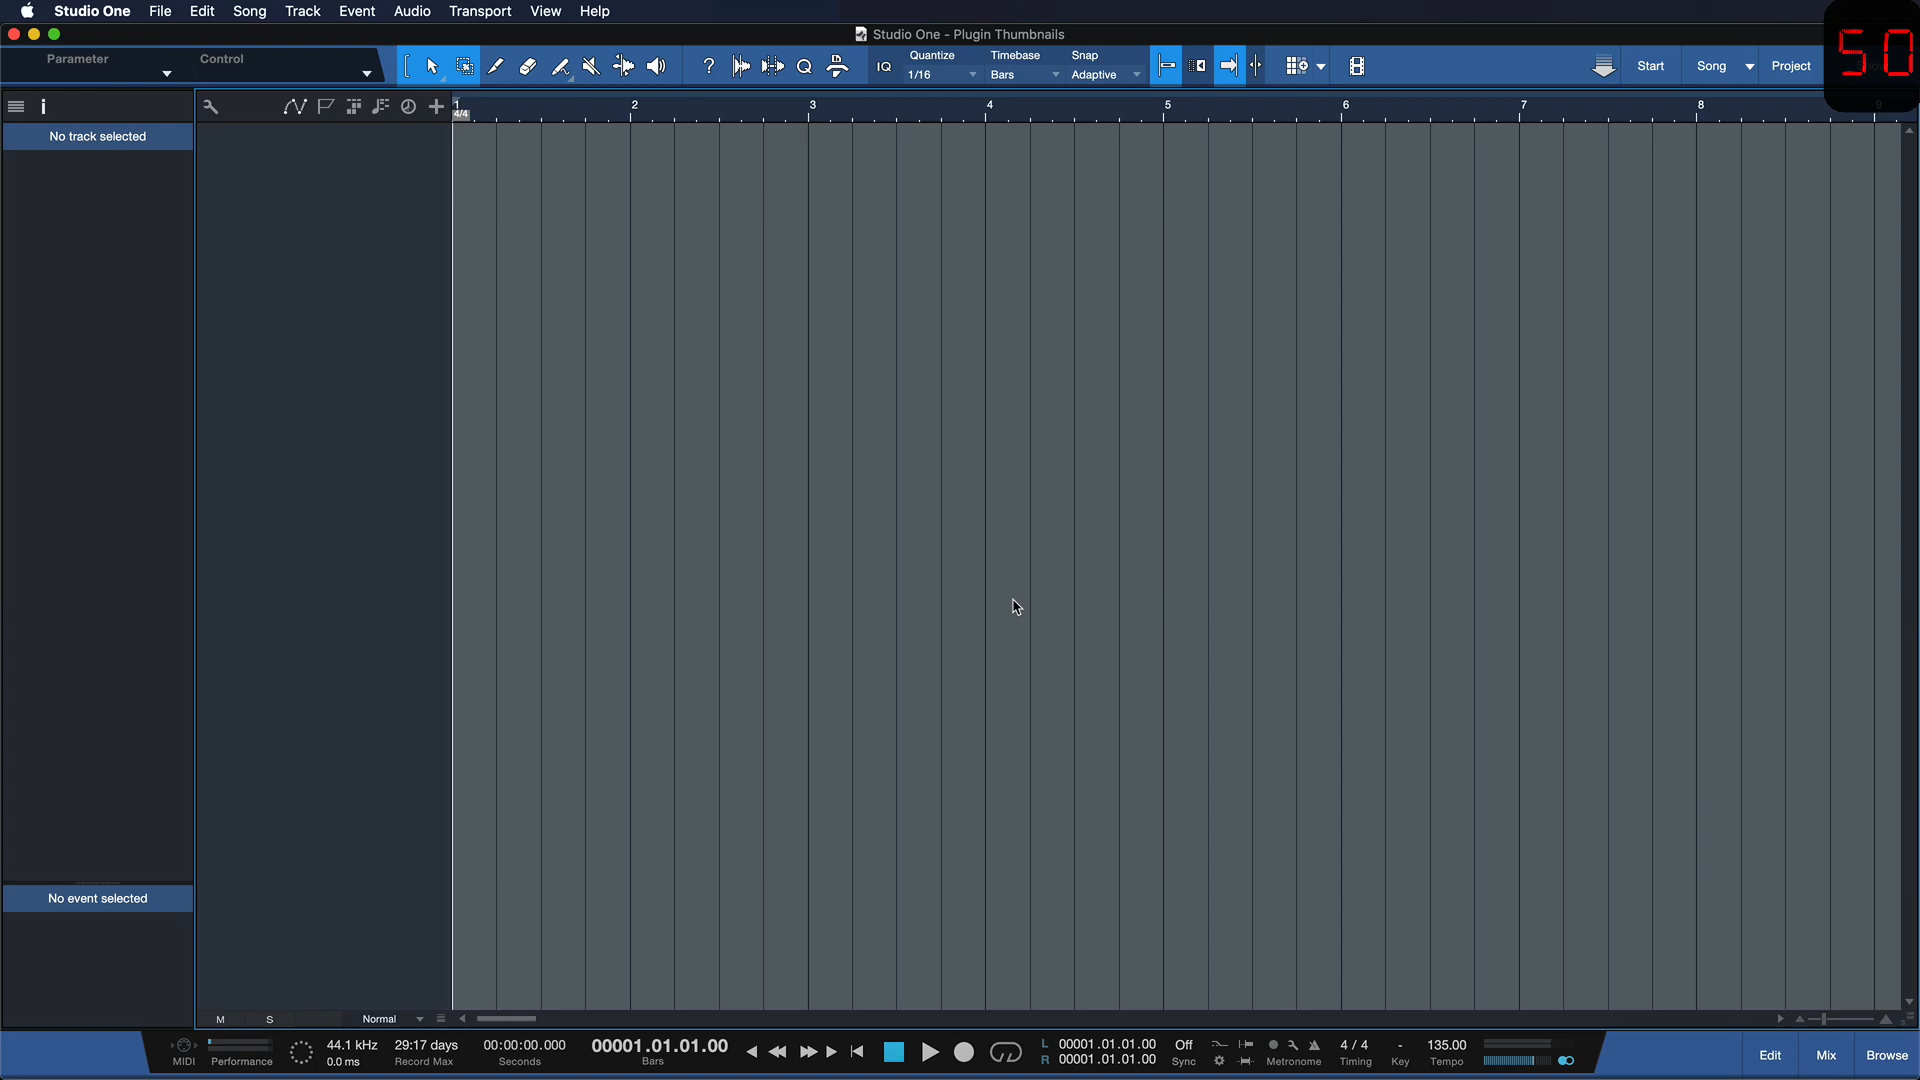 Studio One File Edit Song Track Event Audio Transport View Help
Studio One - Plugin Thumbnails
50
Parameter Control
? Q IQ
Quantize Timebase Snap
1/16 Bars Adaptive
Start Song Project
i
1 2 3 4 5 6 7 8 9
4/4
No track selected
No event selected
M S Normal
MIDI Performance
44.1 kHz 29:17 days 00:00:00.000 00001.01.01.00
0.0 ms Record Max Seconds Bars
L 00001.01.01.00
R 00001.01.01.00
Off 4 / 4 - 135.00
Sync Metronome Timing Key Tempo
Edit Mix Browse